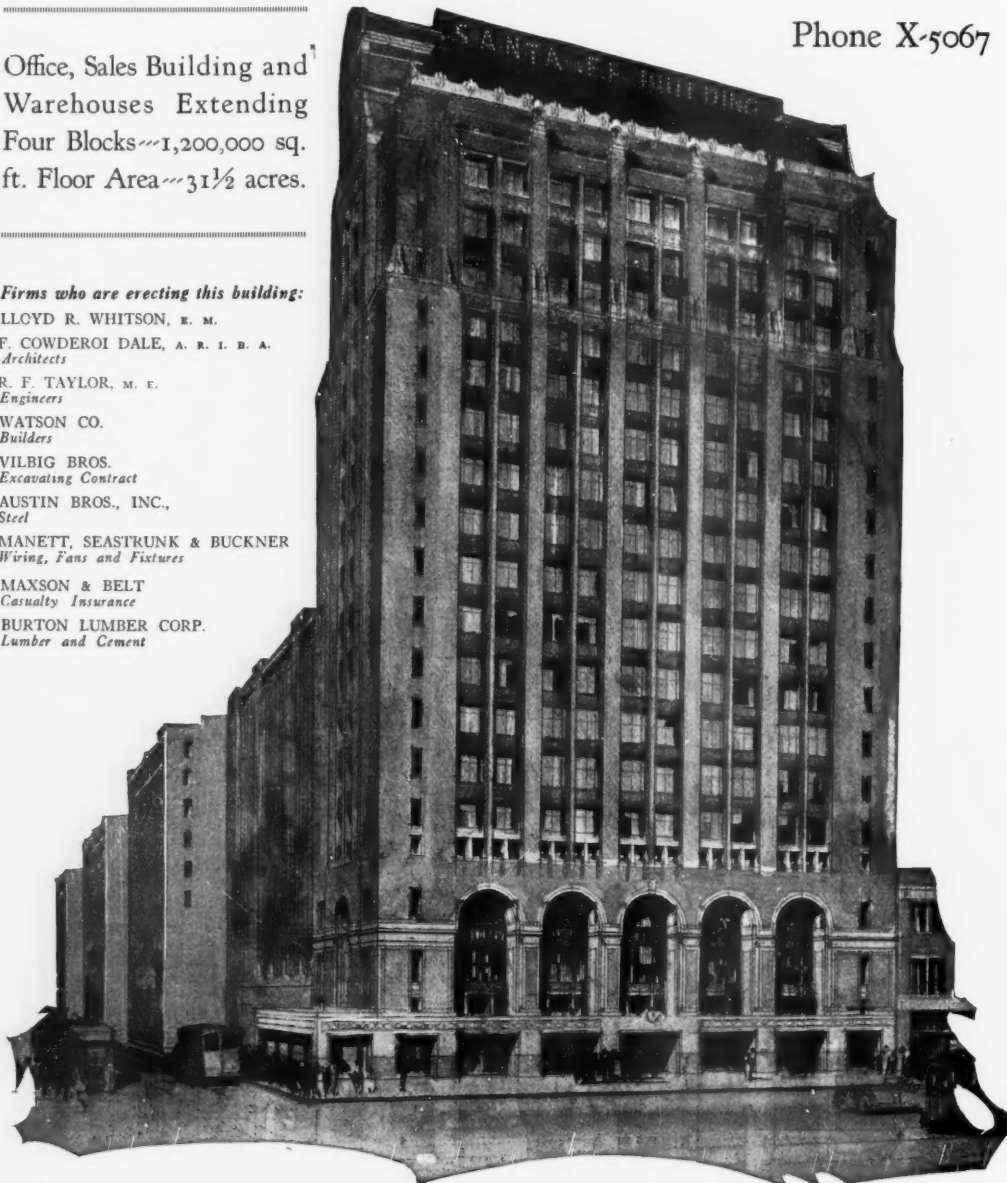 Phone X-5067
Office, Sales Building and
Warehouses Extending
Four Blocks~~~1,200,000 sq.
ft. Floor Area~~~31½ acres.
Firms who are erecting this building:
LLOYD R. WHITSON, E. M.
F. COWDEROI DALE, A. R. I. B. A.
Architects
R. F. TAYLOR, M. E.
Engineers
WATSON CO.
Builders
VILBIG BROS.
Excavating Contract
AUSTIN BROS., INC.,
Steel
MANETT, SEASTRUNK & BUCKNER
Wiring, Fans and Fixtures
MAXSON & BELT
Casualty Insurance
BURTON LUMBER CORP.
Lumber and Cement
SANTA FE BUILDING